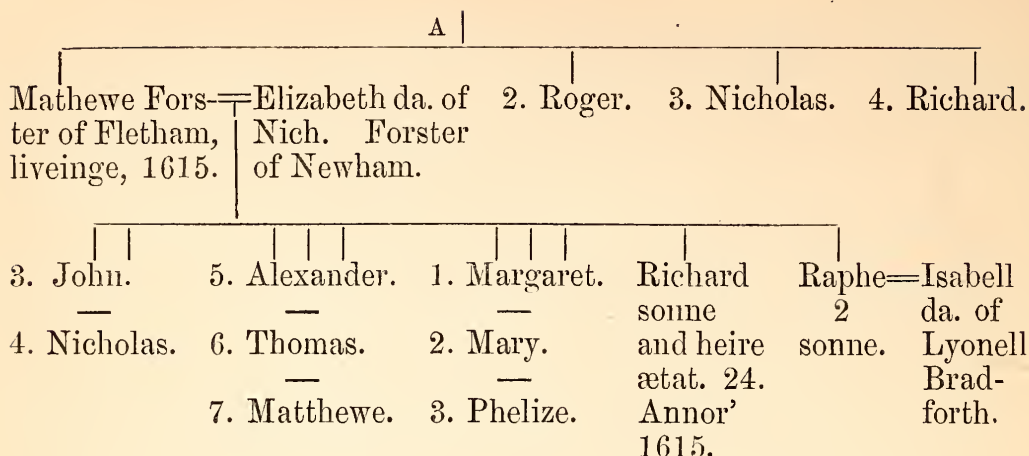 A
Mathewe Fors- Elizabeth da. of 2. Roger. 3. Nicholas. 4. Richard.
ter of Fletham, Nich. Forster
liveinge, 1615. of Newham.
3. John. 5. Alexander. 1. Margaret. Richard Raphe Isabell
— — — sonne 2 da. of
4. Nicholas. 6. Thomas. 2. Mary. and heire sonne. Lyonell
— — ætat. 24. Brad-
7. Matthewe. 3. Phelize. Annor' forth.
1615.